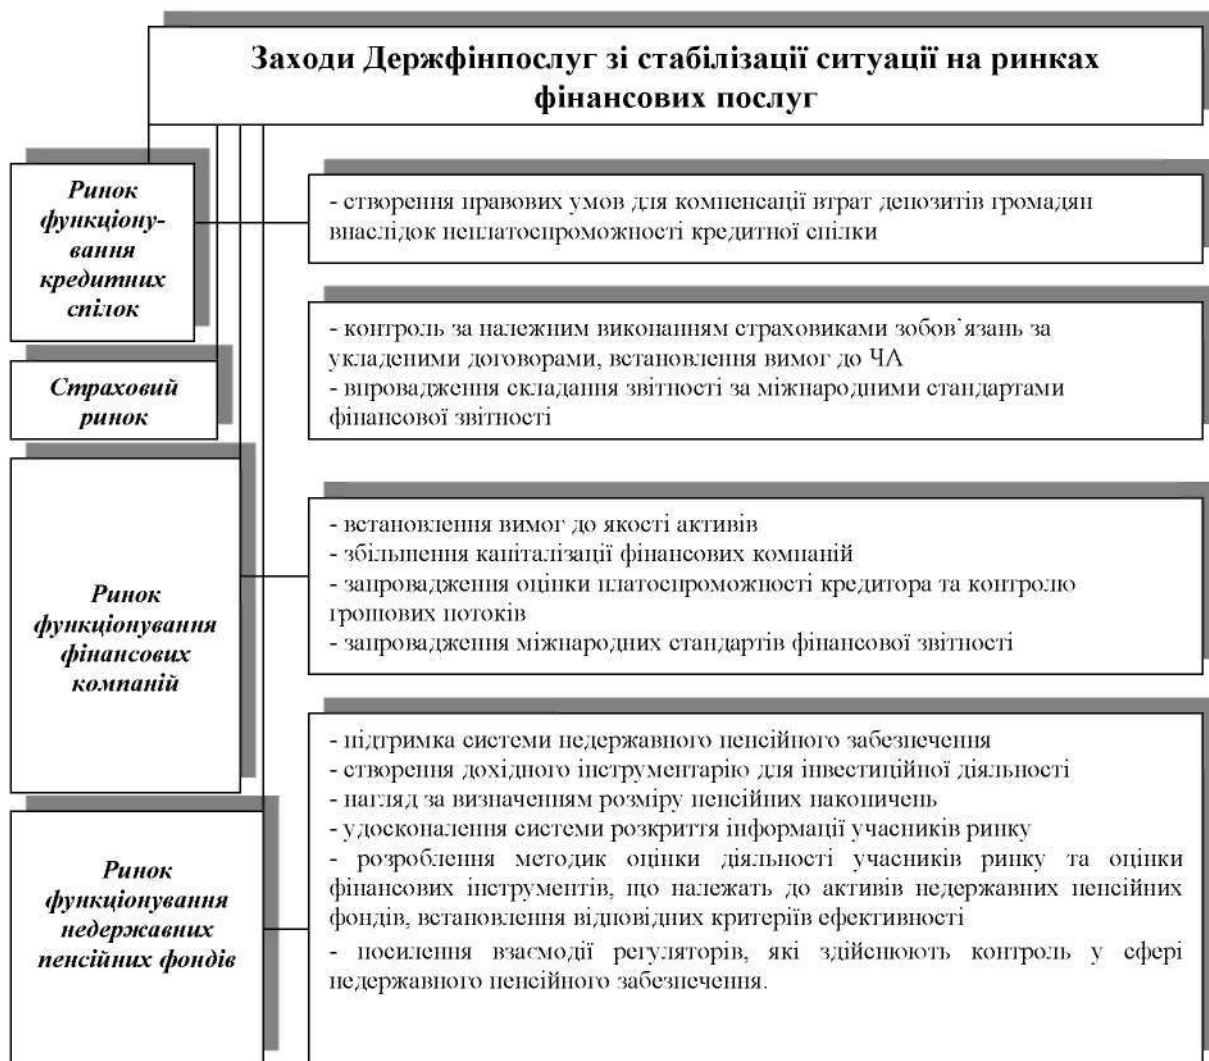 Заходи Держфінпослуг зі стабілізації ситуації на ринках
фінансових послуг
Ринок
функціону-
вання
кредитних
спілок
- створення правових умов для компенсації втрат депозитів громадян
внаслідок неплатоспроможності кредитної спілки
Страховий
ринок
- контроль за належним виконанням страховиками зобов`язань за
укладеними договорами, встановлення вимог до ЧА
- впровадження складання звітності за міжнародними стандартами
фінансової звітності
Ринок
функціонування
фінансових
компаній
- встановлення вимог до якості активів
- збільшення капіталізації фінансових компаній
- запровадження оцінки платоспроможності кредитора та контролю
грошових потоків
- запровадження міжнародних стандартів фінансової звітності
Ринок
функціонування
недержавних
пенсійних фондів
- підтримка системи недержавного пенсійного забезпечення
- створення дохідного інструментарію для інвестиційної діяльності
- нагляд за визначенням розміру пенсійних накопичень
- удосконалення системи розкриття інформації учасників ринку
- розроблення методик оцінки діяльності учасників ринку та оцінки
фінансових інструментів, що належать до активів недержавних пенсійних
фондів, встановлення відповідних критеріїв ефективності
- посилення взаємодії регуляторів, які здійснюють контроль у сфері
недержавного пенсійного забезпечення.